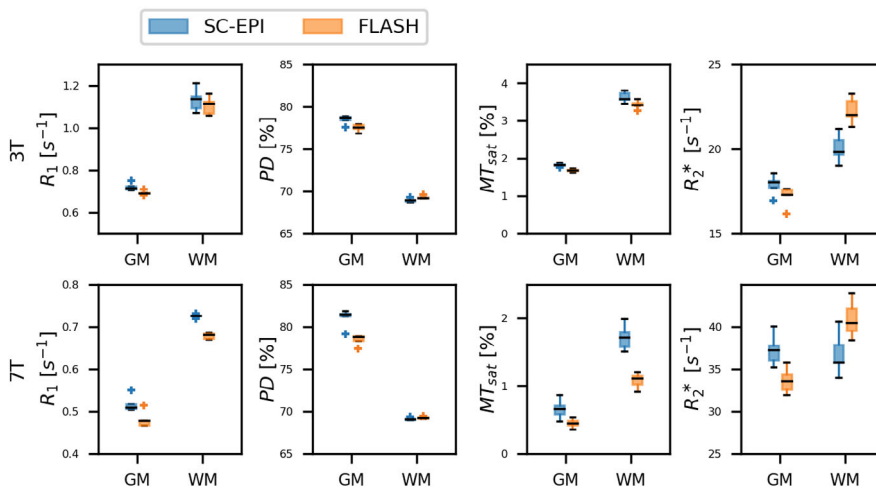 SC-EPI FLASH
3T
R₁ [s⁻¹]
1.2
1.0
0.8
0.6
GM WM
PD [%]
85
80
75
70
65
GM WM
MTsat [%]
4
3
2
1
0
GM WM
R₂* [s⁻¹]
25
20
15
GM WM
7T
R₁ [s⁻¹]
0.8
0.7
0.6
0.5
0.4
GM WM
PD [%]
85
80
75
70
65
GM WM
MTsat [%]
2
1
0
GM WM
R₂* [s⁻¹]
40
35
30
25
GM WM